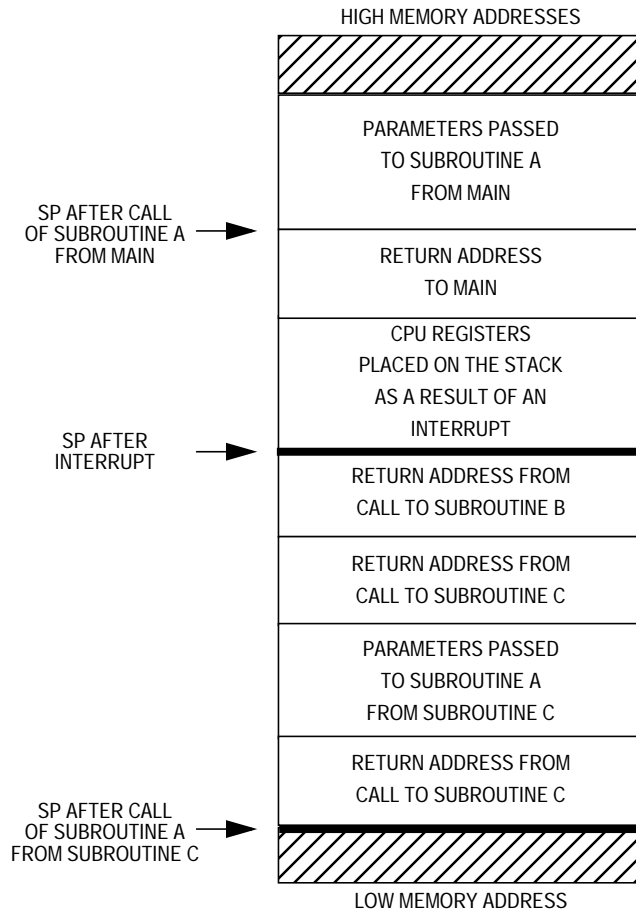 HIGH MEMORY ADDRESSES
PARAMETERS PASSED
TO SUBROUTINE A
FROM MAIN
SP AFTER CALL
OF SUBROUTINE A
FROM MAIN
RETURN ADDRESS
TO MAIN
CPU REGISTERS
PLACED ON THE STACK
AS A RESULT OF AN
INTERRUPT
SP AFTER
INTERRUPT
RETURN ADDRESS FROM
CALL TO SUBROUTINE B
RETURN ADDRESS FROM
CALL TO SUBROUTINE C
PARAMETERS PASSED
TO SUBROUTINE A
FROM SUBROUTINE C
RETURN ADDRESS FROM
CALL TO SUBROUTINE C
SP AFTER CALL
OF SUBROUTINE A
FROM SUBROUTINE C
LOW MEMORY ADDRESS